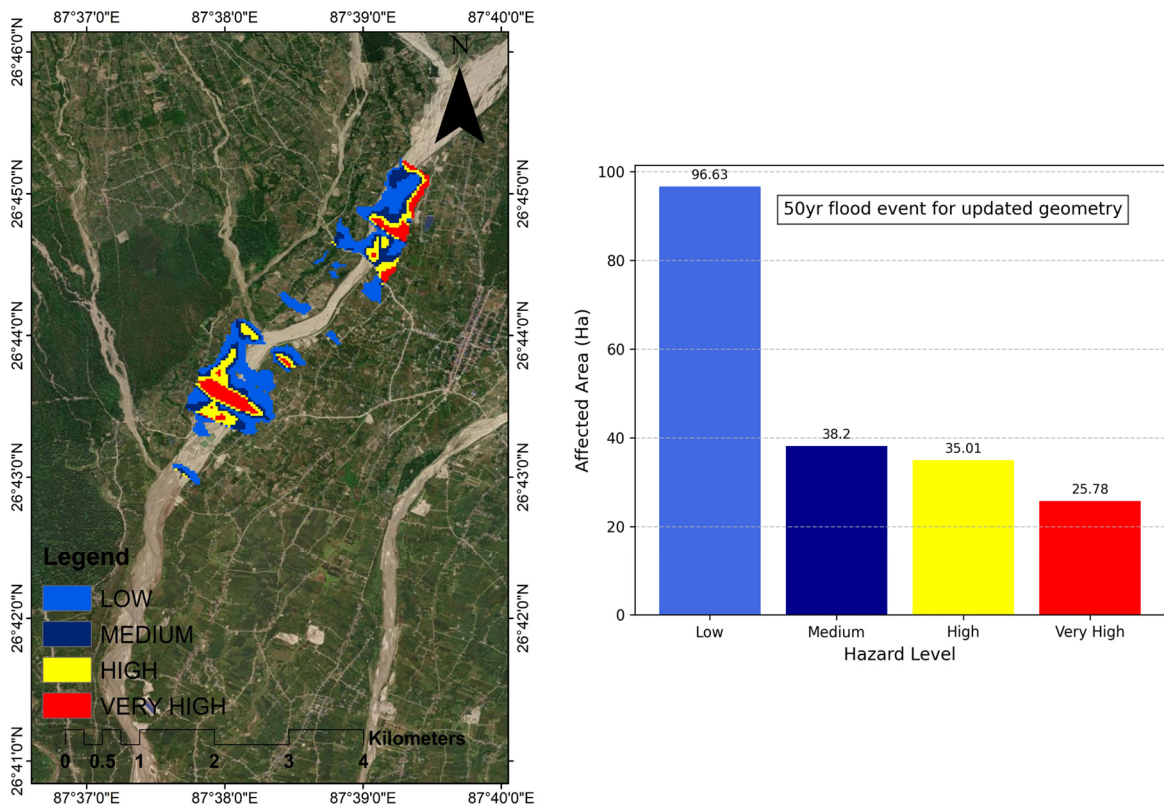 87°37'0"E 87°38'0"E 87°39'0"E 87°40'0"E
N
26°46'0"N 26°46'0"N
26°45'0"N 26°45'0"N
26°44'0"N 26°44'0"N
26°43'0"N 26°43'0"N
26°42'0"N 26°42'0"N
26°41'0"N 26°41'0"N
Legend
LOW
MEDIUM
HIGH
VERY HIGH
Kilometers
0 0.5 1 2 3 4
87°37'0"E 87°38'0"E 87°39'0"E 87°40'0"E
50yr flood event for updated geometry
Affected Area (Ha)
100
80
60
40
20
0
96.63
38.2
35.01
25.78
Low Medium High Very High
Hazard Level